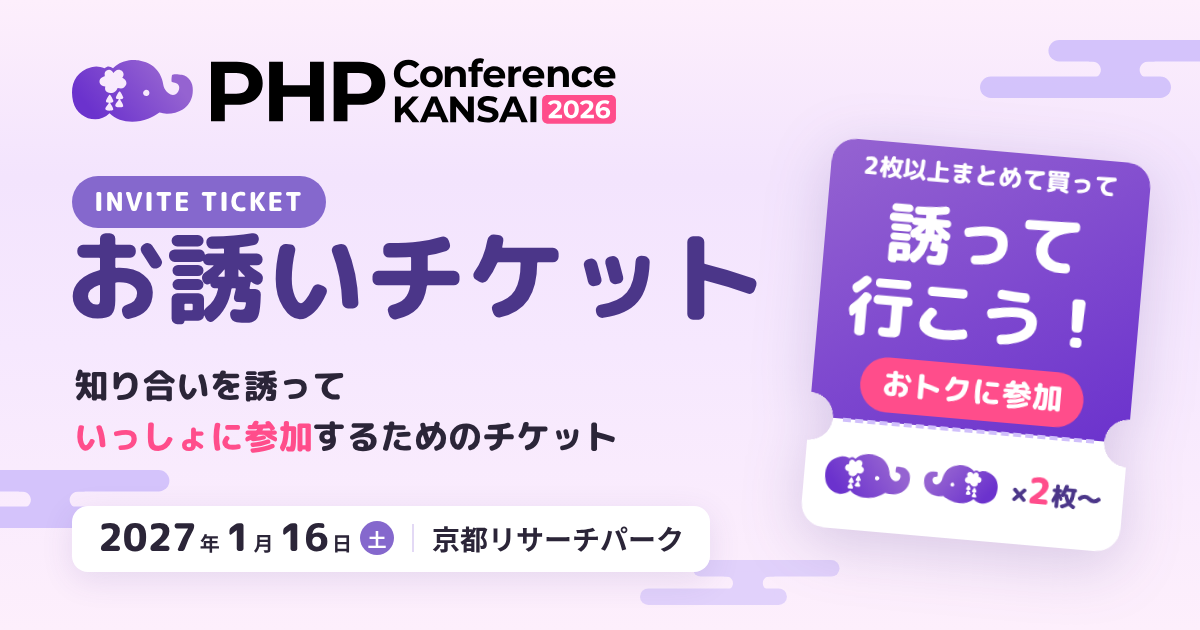 PHP Conference
KANSAI 2026
INVITE TICKET
お誘いチケット
知り合いを誘って
いっしょに参加するためのチケット
2027年1月16日 土 京都リサーチパーク
2枚以上まとめて買って
誘って
行こう！
おトクに参加
×2枚〜